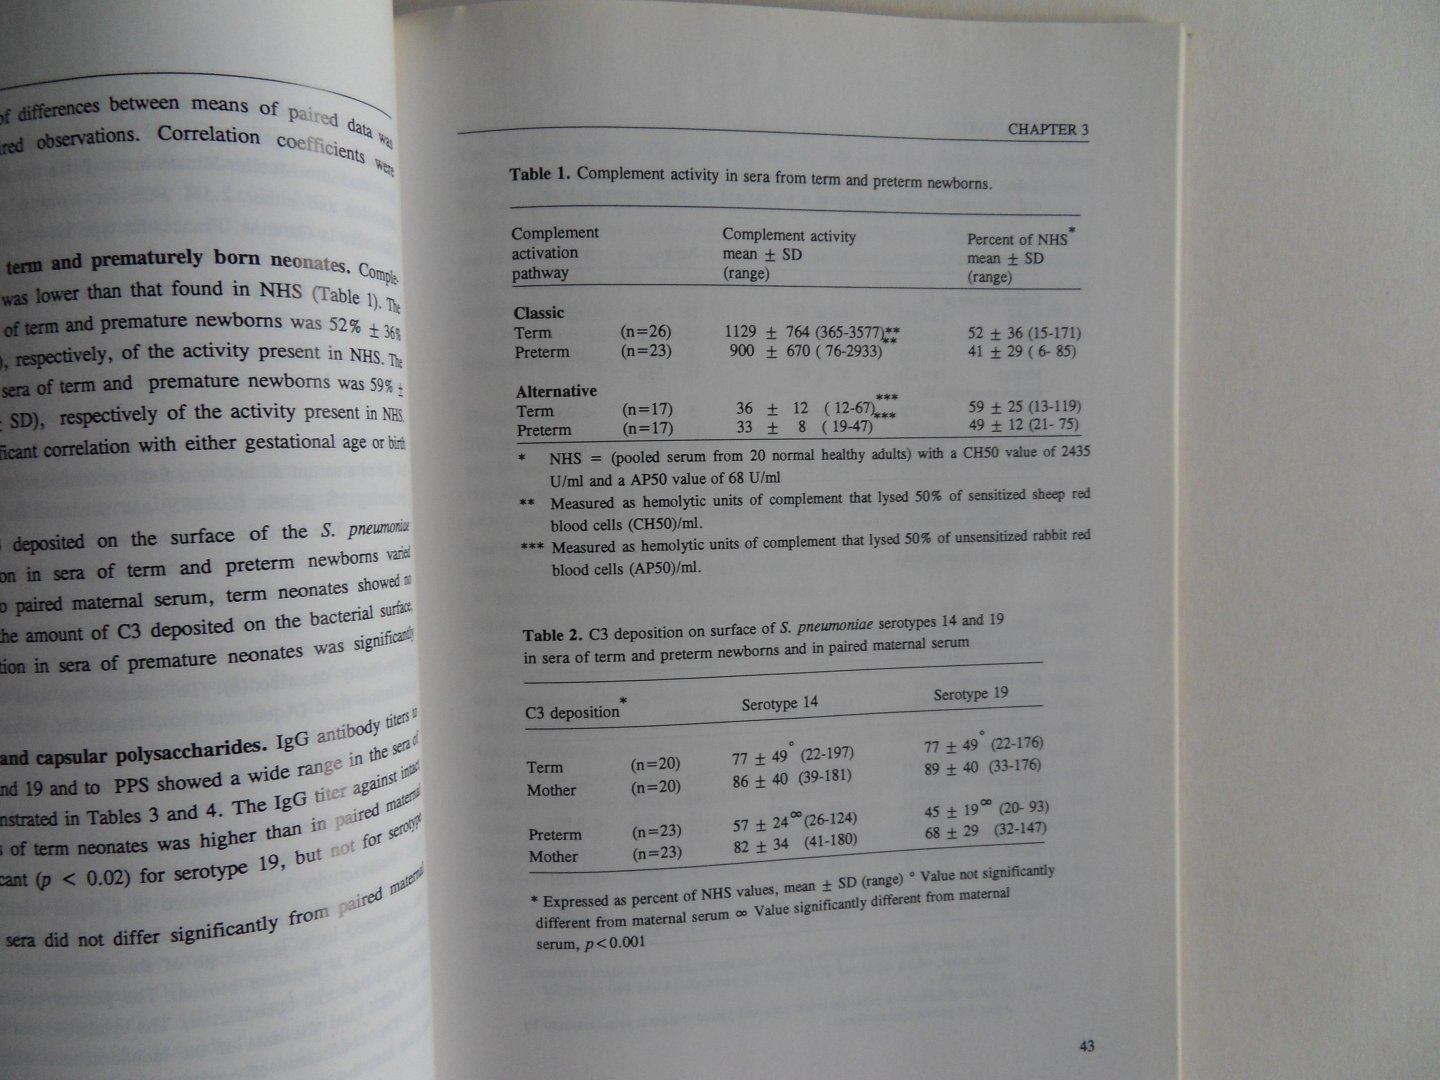 of differences between means of paired data was
observations. Correlation coefficients were
term and prematurely born neonates. Comple-
was lower than that found in NHS (Table 1). The
of term and premature newborns was 52% ± 36%
), respectively, of the activity present in NHS. The
sera of term and premature newborns was 59% ±
SD), respectively of the activity present in NHS.
correlation with either gestational age or birth
deposited on the surface of the S. pneumoniae
in sera of term and preterm newborns varied
paired maternal serum, term neonates showed no
the amount of C3 deposited on the bacterial surface,
in sera of premature neonates was significantly
and capsular polysaccharides. IgG antibody titers to
19 and to PPS showed a wide range in the sera of
in Tables 3 and 4. The IgG titer against intact
of term neonates was higher than in paired maternal
(p < 0.02) for serotype 19, but not for serotype
sera did not differ significantly from paired maternal
CHAPTER 3
Table 1. Complement activity in sera from term and preterm newborns.
Complement Complement activity Percent of NHS*
activation mean ± SD mean ± SD
pathway (range) (range)
Classic
Term (n=26) 1129 ± 764 (365-3577)** 52 ± 36 (15-171)
Preterm (n=23) 900 ± 670 ( 76-2933)** 41 ± 29 ( 6- 85)
Alternative
Term (n=17) 36 ± 12 ( 12-67)*** 59 ± 25 (13-119)
Preterm (n=17) 33 ± 8 ( 19-47)*** 49 ± 12 (21- 75)
* NHS = (pooled serum from 20 normal healthy adults) with a CH50 value of 2435
U/ml and a AP50 value of 68 U/ml
** Measured as hemolytic units of complement that lysed 50% of sensitized sheep red
blood cells (CH50)/ml.
*** Measured as hemolytic units of complement that lysed 50% of unsensitized rabbit red
blood cells (AP50)/ml.
Table 2. C3 deposition on surface of S. pneumoniae serotypes 14 and 19
in sera of term and preterm newborns and in paired maternal serum
C3 deposition* Serotype 14 Serotype 19
Term (n=20) 77 ± 49° (22-197) 77 ± 49° (22-176)
Mother (n=20) 86 ± 40 (39-181) 89 ± 40 (33-176)
Preterm (n=23) 57 ± 24∞ (26-124) 45 ± 19∞ (20- 93)
Mother (n=23) 82 ± 34 (41-180) 68 ± 29 (32-147)
* Expressed as percent of NHS values, mean ± SD (range) ° Value not significantly
different from maternal serum ∞ Value significantly different from maternal
serum, p<0.001
43